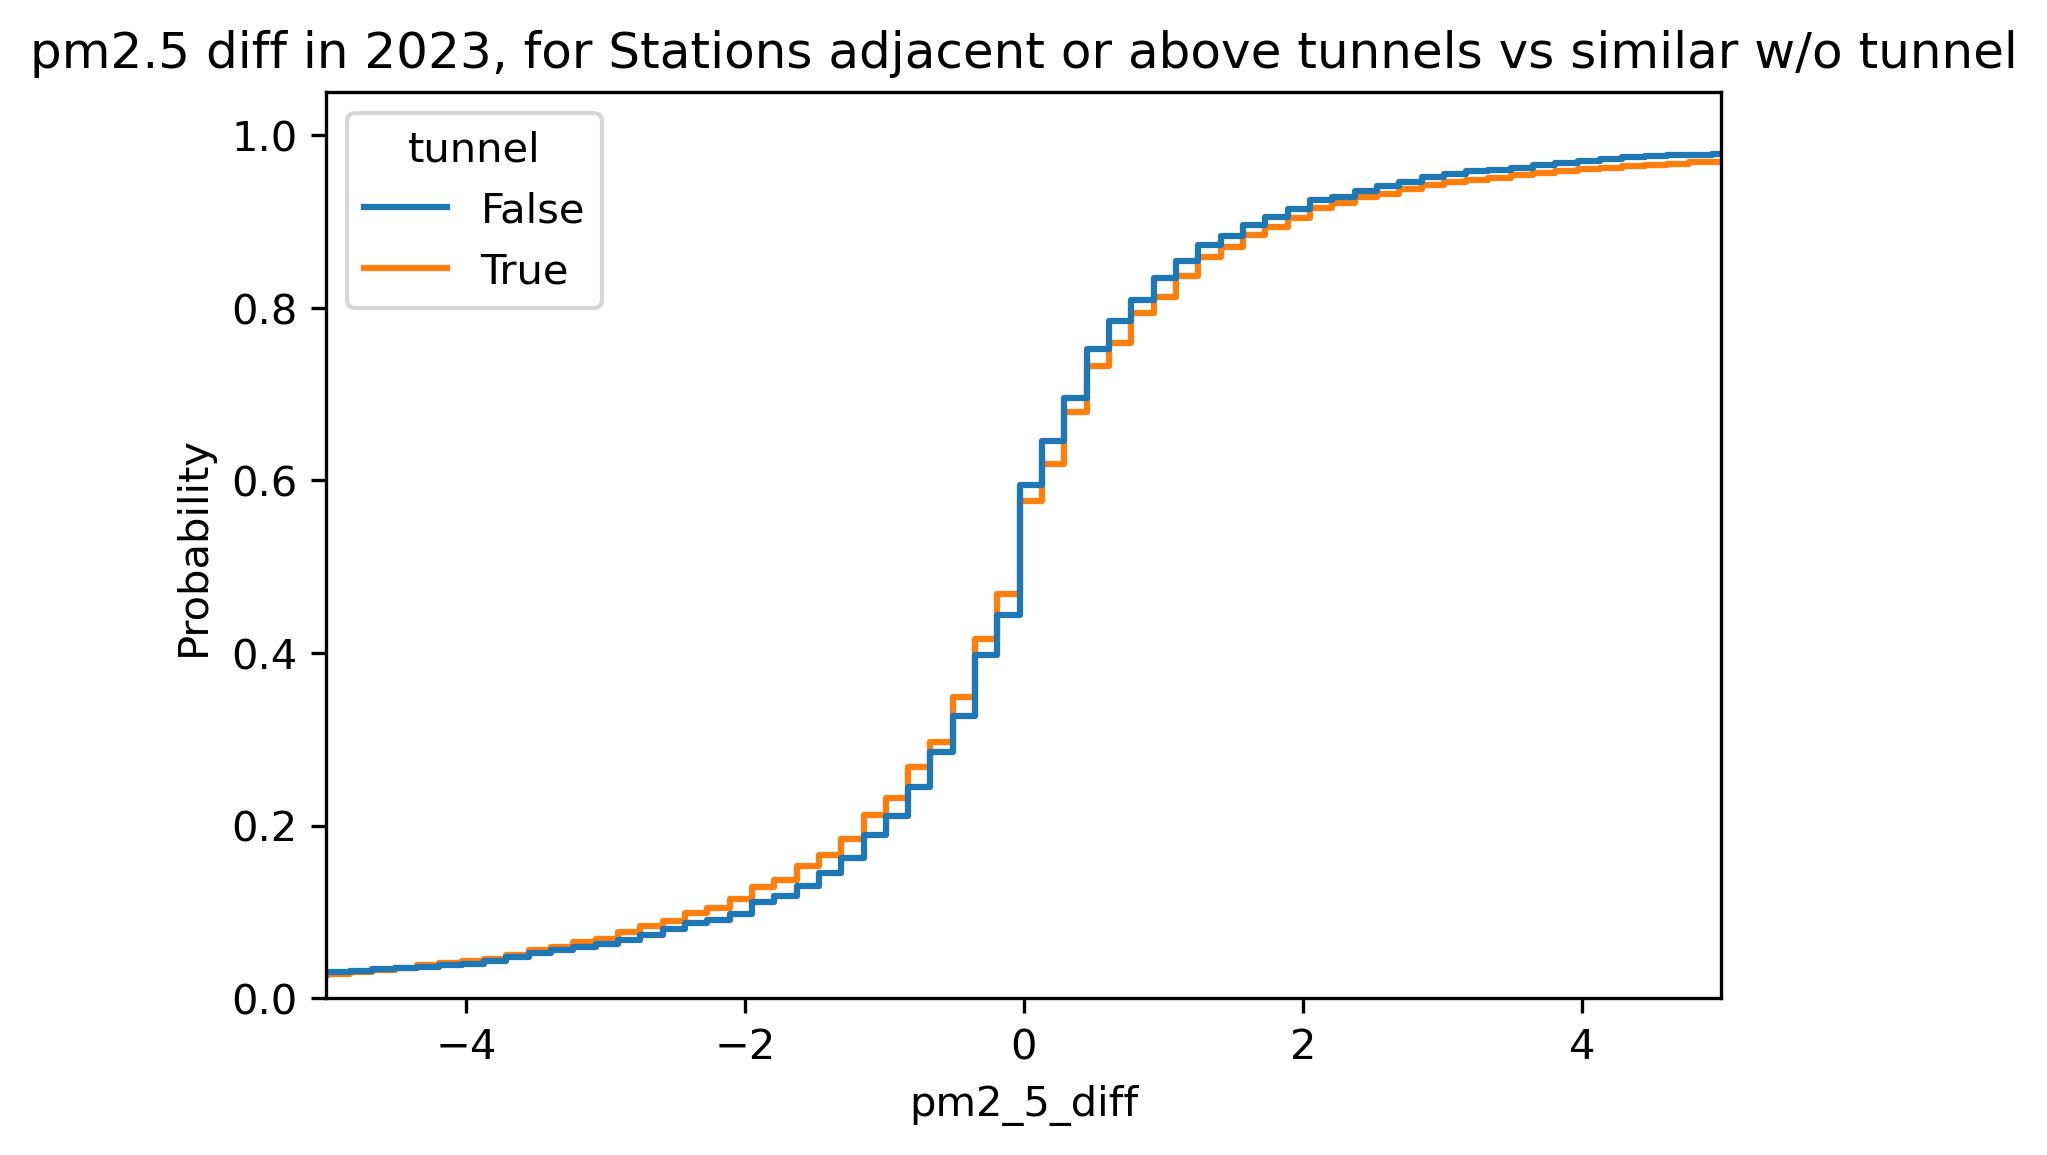 pm2.5 diff in 2023, for Stations adjacent or above tunnels vs similar w/o tunnel
1.0
0.8
0.6
0.4
0.2
0.0
Probability
tunnel
False
True
−4
−2
0
2
4
pm2_5_diff